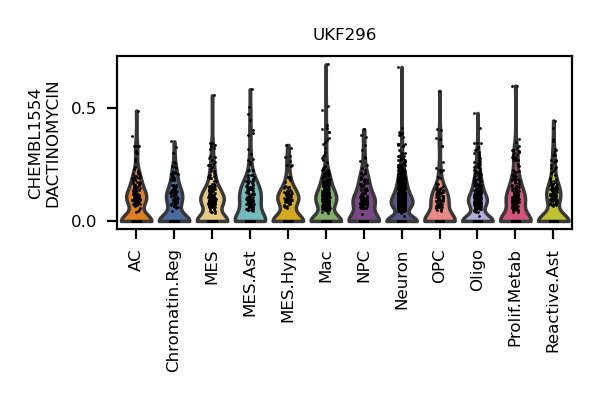 UKF296
CHEMBL1554
DACTINOMYCIN
0.5
0.0
AC
Chromatin.Reg
MES
MES.Ast
MES.Hyp
Mac
NPC
Neuron
OPC
Oligo
Prolif.Metab
Reactive.Ast